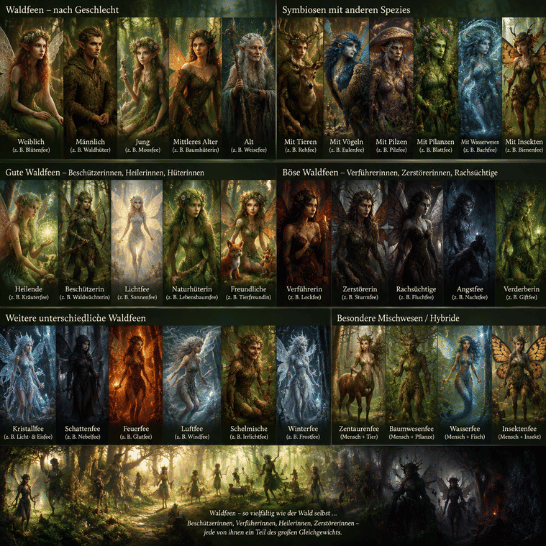 Waldfeen – nach Geschlecht
Weiblich
(z. B. Blütenfee)
Männlich
(z. B. Waldhüter)
Jung
(z. B. Moosfee)
Mittleres Alter
(z. B. Baumhüterin)
Alt
(z. B. Weisefee)
Symbiosen mit anderen Spezies
Mit Tieren
(z. B. Rehfee)
Mit Vögeln
(z. B. Eulenfee)
Mit Pilzen
(z. B. Pilzfee)
Mit Pflanzen
(z. B. Blattfee)
Mit Wasserwesen
(z. B. Bachfee)
Mit Insekten
(z. B. Bienenfee)
Gute Waldfeen – Beschützerinnen, Heilerinnen, Hüterinnen
Heilende
(z. B. Kräuterfee)
Beschützerin
(z. B. Waldwächterin)
Lichtfee
(z. B. Sonnenfee)
Naturhüterin
(z. B. Lebensbaumfee)
Freundliche
(z. B. Tierfreundin)
Böse Waldfeen – Verführerinnen, Zerstörerinnen, Rachsüchtige
Verführerin
(z. B. Lockfee)
Zerstörerin
(z. B. Sturmfee)
Rachsüchtige
(z. B. Fluchfee)
Angstfee
(z. B. Nachtfee)
Verderberin
(z. B. Giftfee)
Weitere unterschiedliche Waldfeen
Kristallfee
(z. B. Licht- & Eisfee)
Schattenfee
(z. B. Nebelfee)
Feuerfee
(z. B. Glutfee)
Luftfee
(z. B. Windfee)
Schelmische
(z. B. Irrlichtfee)
Winterfee
(z. B. Frostfee)
Besondere Mischwesen / Hybride
Zentaurenfee
(Mensch + Tier)
Baumwesenfee
(Mensch + Pflanze)
Wasserfee
(Mensch + Fisch)
Insektenfee
(Mensch + Insekt)
Waldfeen – so vielfältig wie der Wald selbst ...
Beschützerinnen, Verführerinnen, Heilerinnen, Zerstörerinnen –
jede von ihnen ein Teil des großen Gleichgewichts.